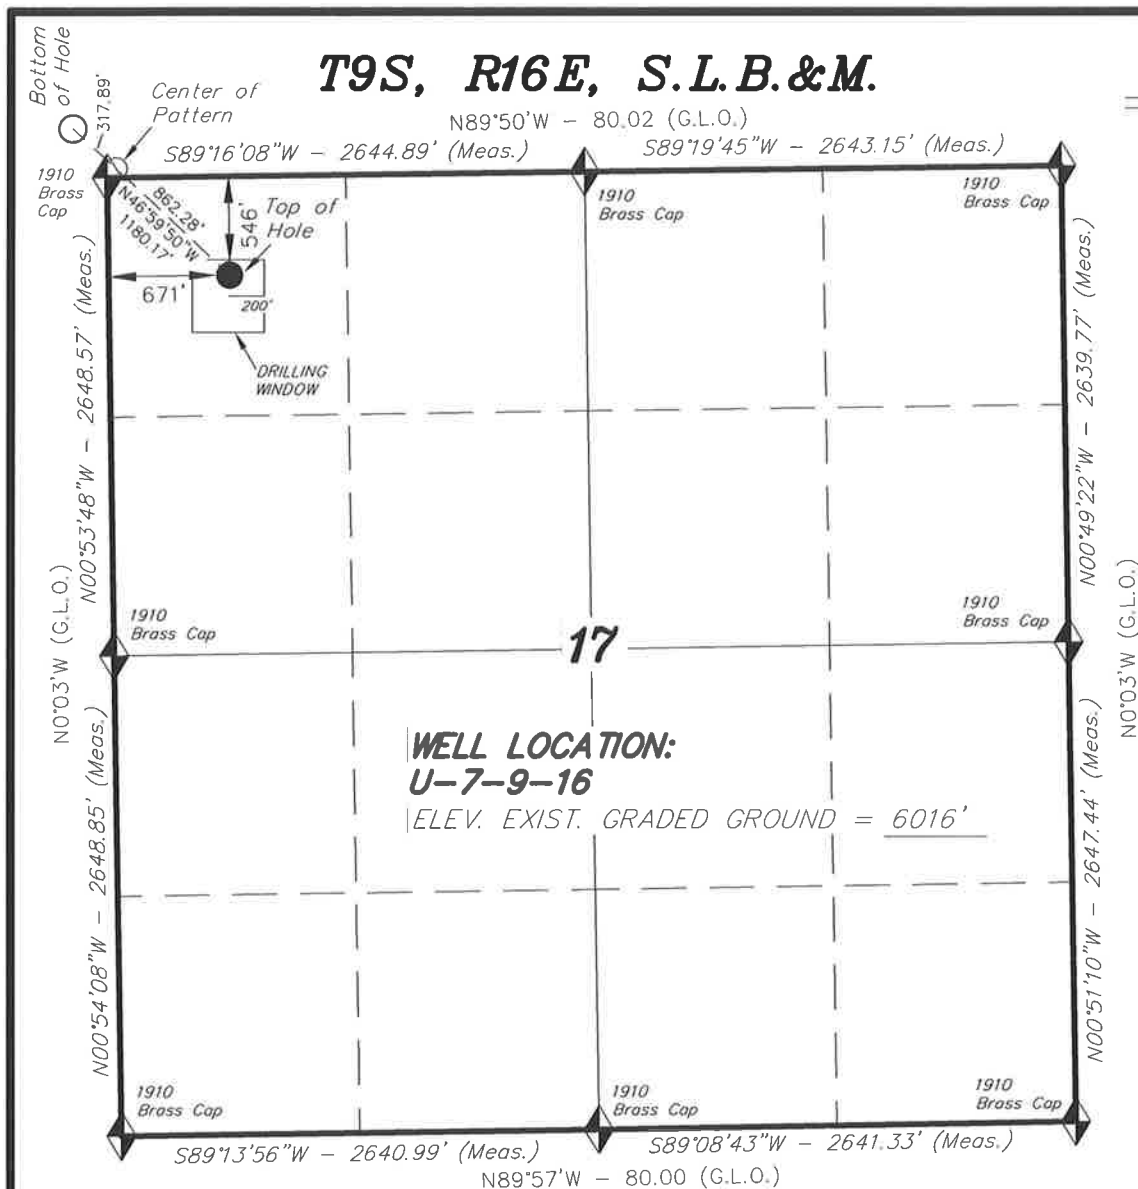 T9S, R16E, S.L.B.&M.
Bottom
of Hole
317.89'
Center of
Pattern
N89°50'W - 80.02 (G.L.O.)
S89°16'08"W - 2644.89' (Meas.)
S89°19'45"W - 2643.15' (Meas.)
1910
Brass
Cap
1910
Brass Cap
1910
Brass Cap
862.28'
N46°59'50"W
1180.17'
546'
Top of
Hole
671'
200'
DRILLING
WINDOW
N00°53'48"W - 2648.57' (Meas.)
N00°49'22"W - 2639.77' (Meas.)
N0°03'W (G.L.O.)
N0°03'W (G.L.O.)
1910
Brass Cap
1910
Brass Cap
17
WELL LOCATION:
U-7-9-16
ELEV. EXIST. GRADED GROUND = 6016'
N00°54'08"W - 2648.85' (Meas.)
N00°51'10"W - 2647.44' (Meas.)
1910
Brass Cap
1910
Brass Cap
1910
Brass Cap
S89°13'56"W - 2640.99' (Meas.)
S89°08'43"W - 2641.33' (Meas.)
N89°57'W - 80.00 (G.L.O.)